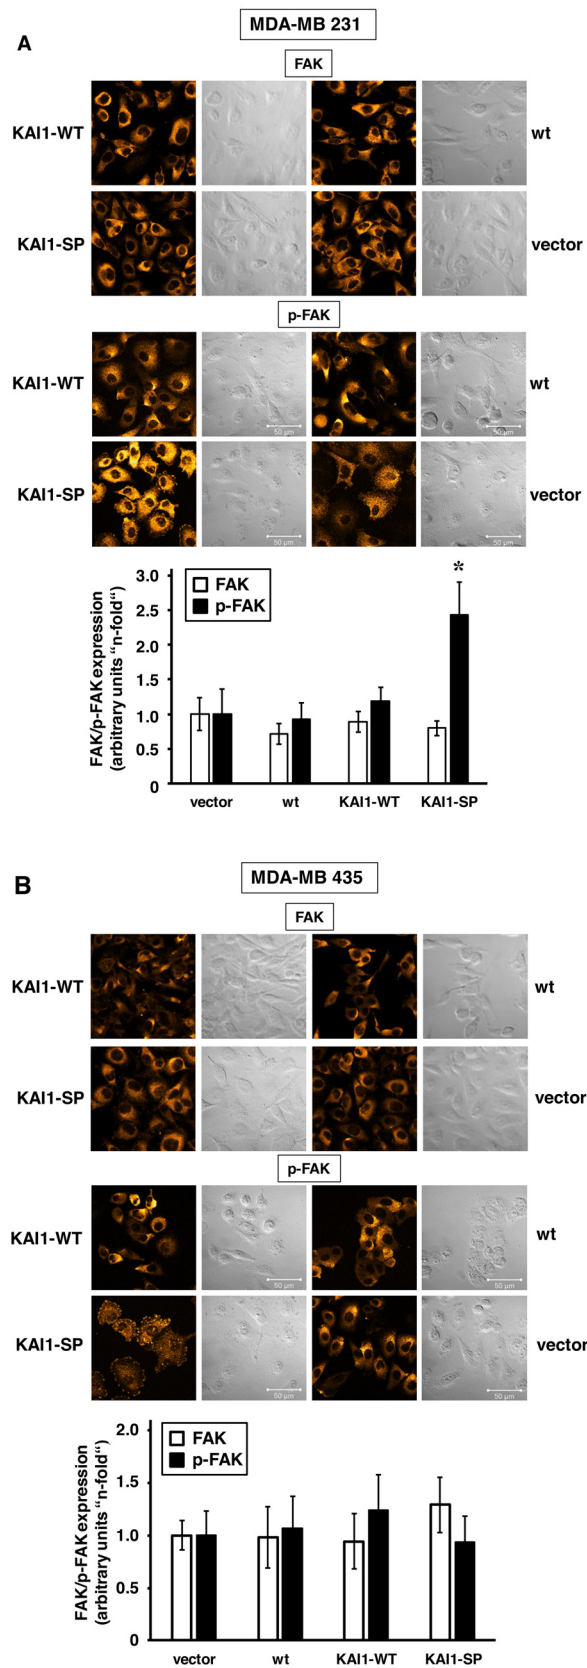 MDA-MB 231
A
FAK
KAI1-WT
wt
KAI1-SP
vector
p-FAK
KAI1-WT
wt
50 µm
50 µm
KAI1-SP
vector
50 µm
50 µm
FAK/p-FAK expression
(arbitrary units “n-fold“)
3.0
2.5
2.0
1.5
1.0
0.5
0
FAK
p-FAK
*
vector
wt
KAI1-WT
KAI1-SP
B
MDA-MB 435
FAK
KAI1-WT
wt
KAI1-SP
vector
p-FAK
KAI1-WT
wt
50 µm
50 µm
KAI1-SP
vector
50 µm
50 µm
FAK/p-FAK expression
(arbitrary units “n-fold“)
2.0
1.5
1.0
0.5
0
FAK
p-FAK
vector
wt
KAI1-WT
KAI1-SP